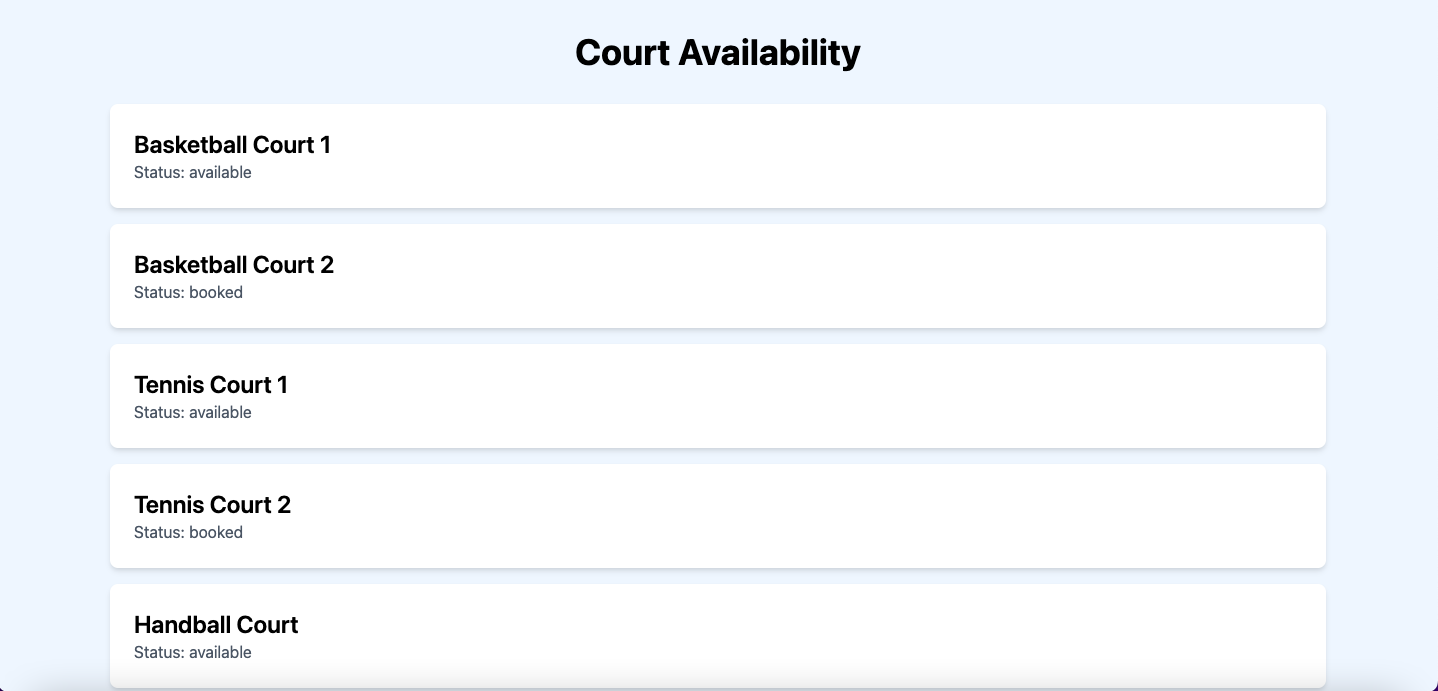 Court Availability
Basketball Court 1
Status: available
Basketball Court 2
Status: booked
Tennis Court 1
Status: available
Tennis Court 2
Status: booked
Handball Court
Status: available